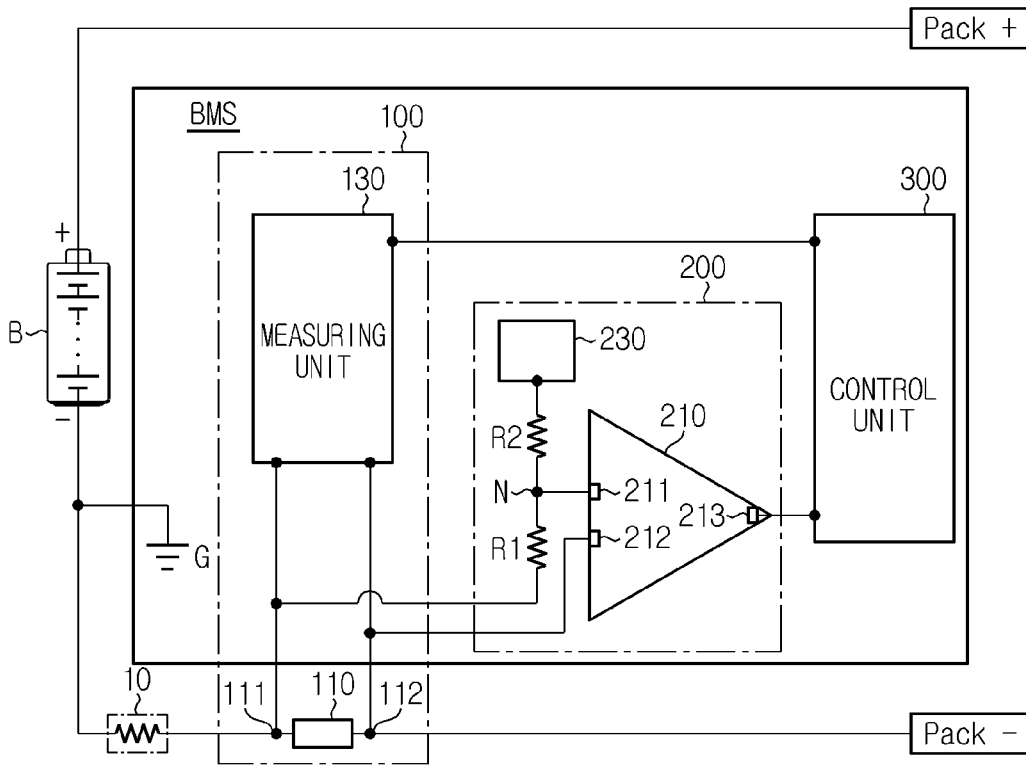 Pack +
BMS
100
130
300
+
200
B
MEASURING
UNIT
230
CONTROL
UNIT
R2
210
N
211
213
212
R1
-
G
10
111
110
112
Pack -